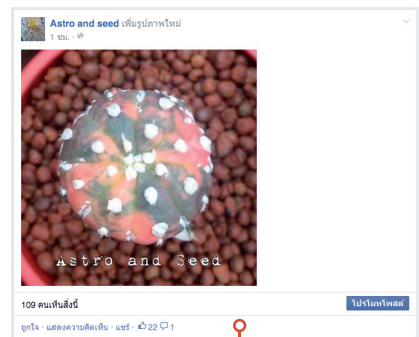 Astro and seed เพิ่มรูปภาพใหม่
1 ชม. ·
Astro and Seed
109 คนเห็นสิ่งนี้
โปรโมทโพสต์
ถูกใจ · แสดงความคิดเห็น · แชร์ · 22 1